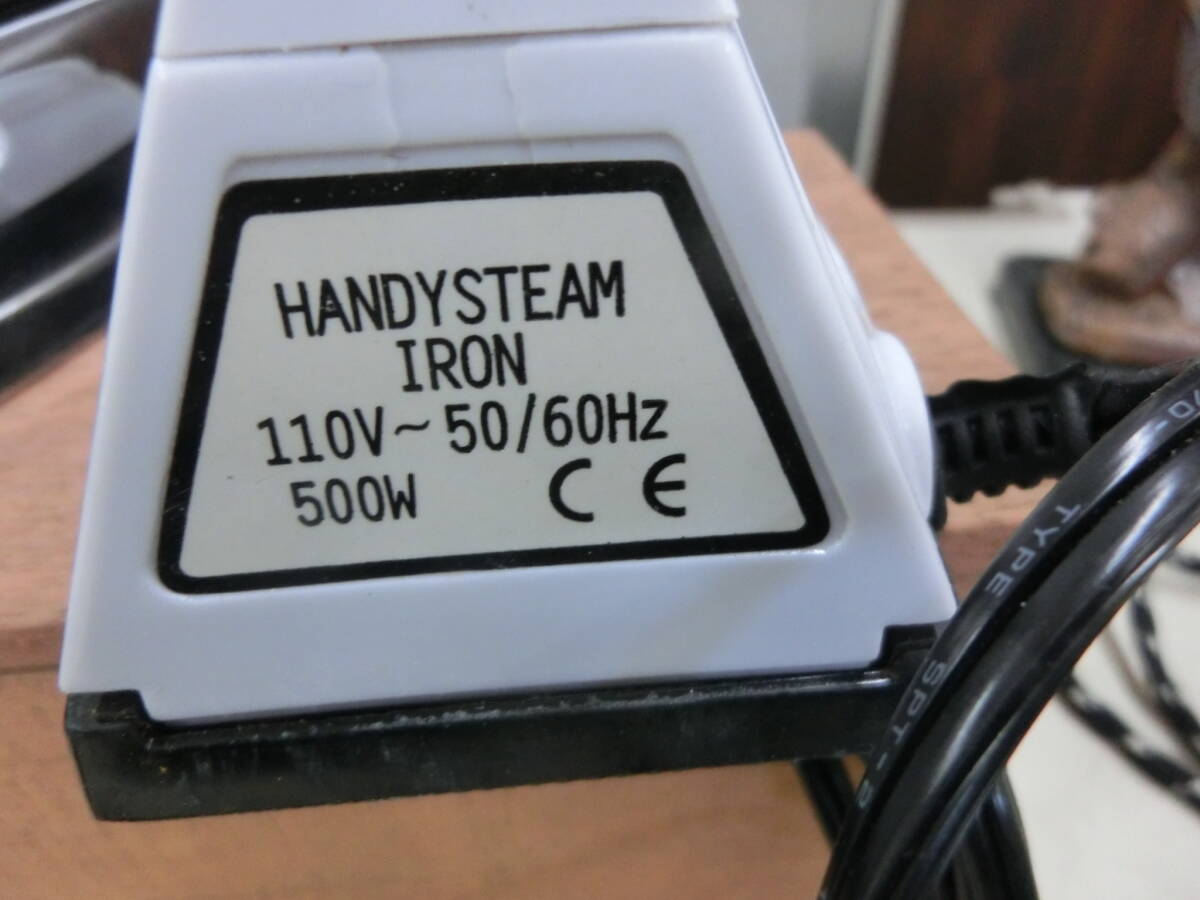 HANDYSTEAM
IRON
110V~50/60Hz
500W CE
TYPE SPT-2